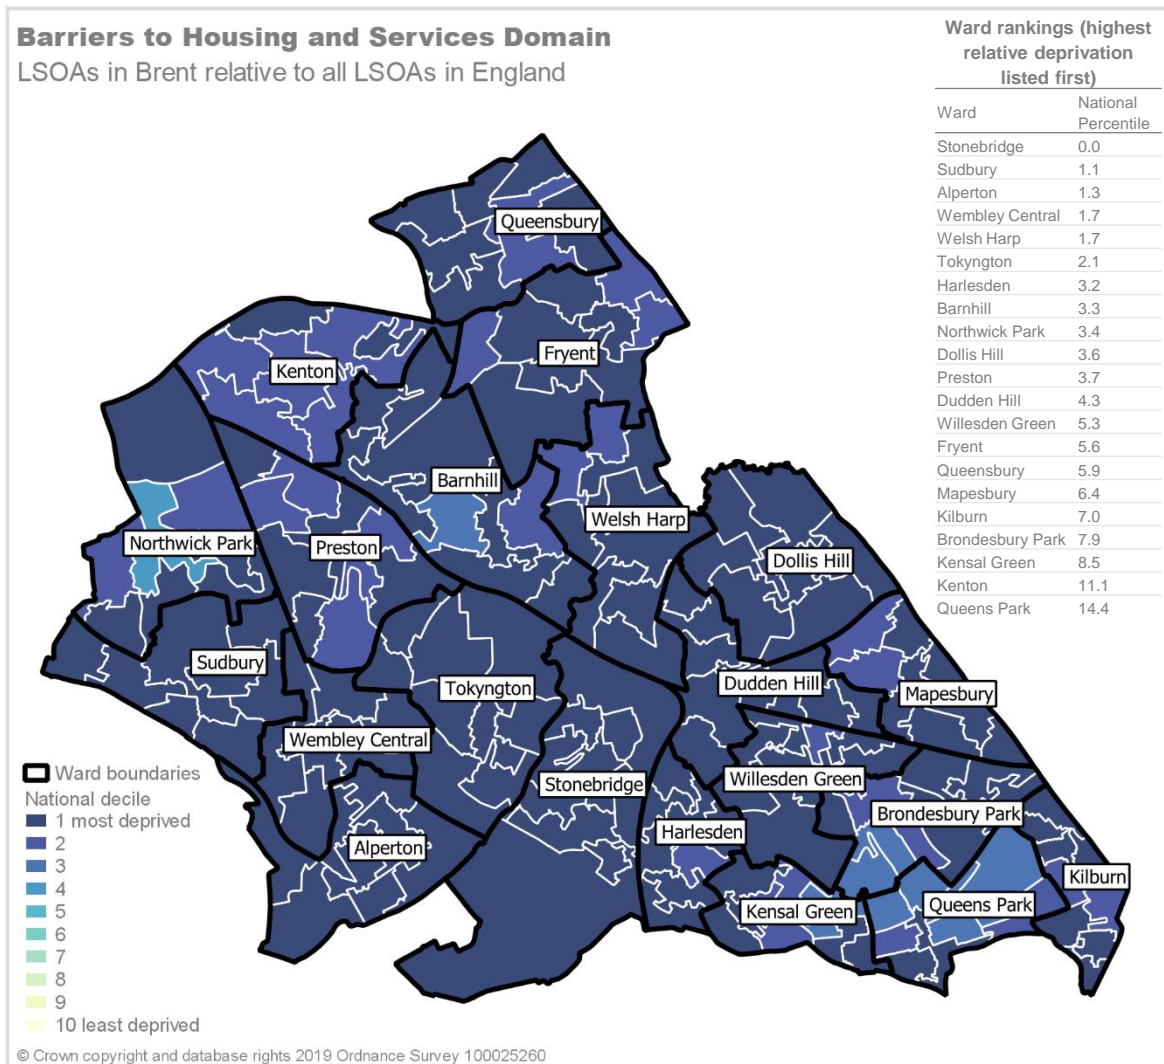 Barriers to Housing and Services Domain
LSOAs in Brent relative to all LSOAs in England
Ward rankings (highest
relative deprivation
listed first)
Ward National
Percentile
Stonebridge 0.0
Sudbury 1.1
Alperton 1.3
Wembley Central 1.7
Welsh Harp 1.7
Tokyngton 2.1
Harlesden 3.2
Barnhill 3.3
Northwick Park 3.4
Dollis Hill 3.6
Preston 3.7
Dudden Hill 4.3
Willesden Green 5.3
Fryent 5.6
Queensbury 5.9
Mapesbury 6.4
Kilburn 7.0
Brondesbury Park 7.9
Kensal Green 8.5
Kenton 11.1
Queens Park 14.4
Queensbury
Fryent
Kenton
Barnhill
Welsh Harp
Northwick Park
Preston
Dollis Hill
Sudbury
Tokyngton
Dudden Hill
Mapesbury
Wembley Central
Stonebridge
Willesden Green
Brondesbury Park
Harlesden
Alperton
Kilburn
Kensal Green
Queens Park
Ward boundaries
National decile
1 most deprived
2
3
4
5
6
7
8
9
10 least deprived
© Crown copyright and database rights 2019 Ordnance Survey 100025260